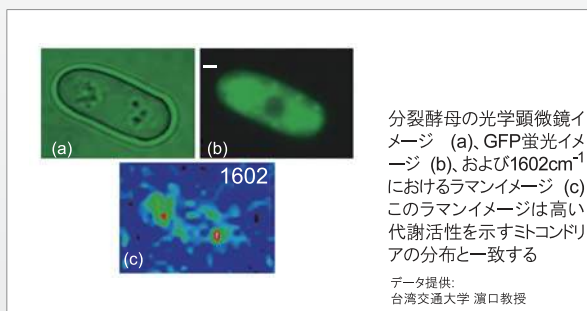 (a)
(b)
1602
(c)
分裂酵母の光学顕微鏡イ
メージ (a)、GFP蛍光イメ
ージ (b)、および1602cm⁻¹
におけるラマンイメージ (c)
このラマンイメージは高い
代謝活性を示すミトコンドリ
アの分布と一致する
データ提供:
台湾交通大学 濵口教授